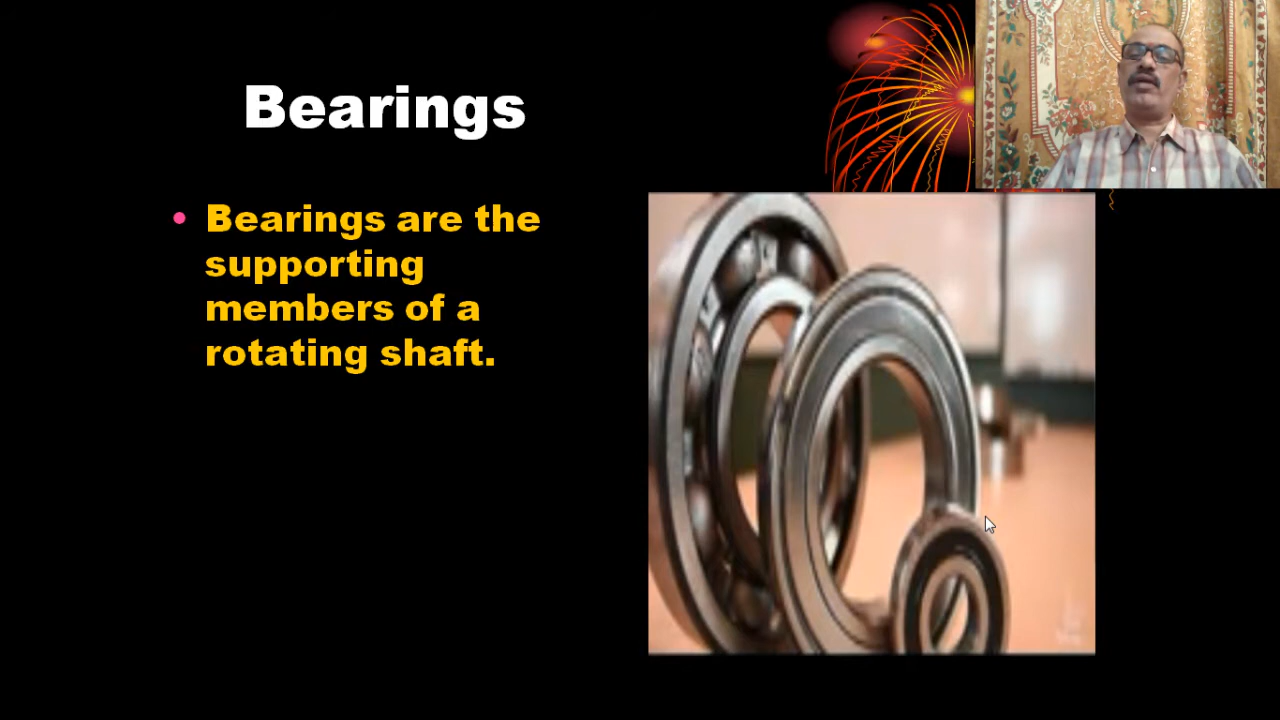 Bearings
• Bearings are the
supporting
members of a
rotating shaft.